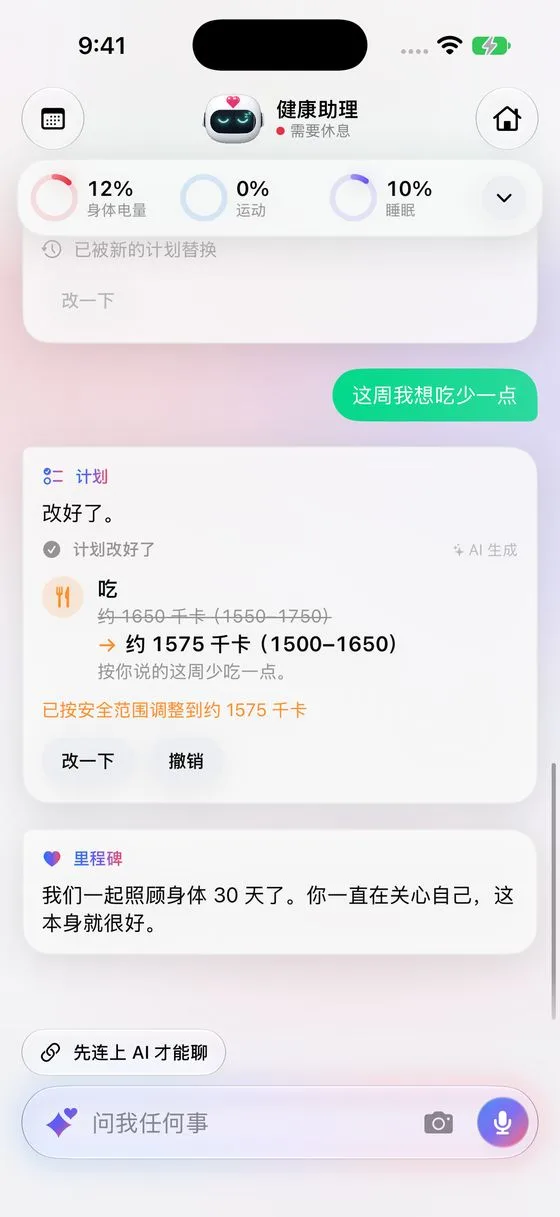 9:41
健康助理
需要休息
12%
身体电量
0%
运动
10%
睡眠
已被新的计划替换
改一下
这周我想吃少一点
计划
改好了。
计划改好了
AI 生成
吃
约 1650 千卡（1550–1750）
→ 约 1575 千卡（1500–1650）
按你说的这周少吃一点。
已按安全范围调整到约 1575 千卡
改一下
撤销
里程碑
我们一起照顾身体 30 天了。你一直在关心自己，这
本身就很好。
先连上 AI 才能聊
问我任何事